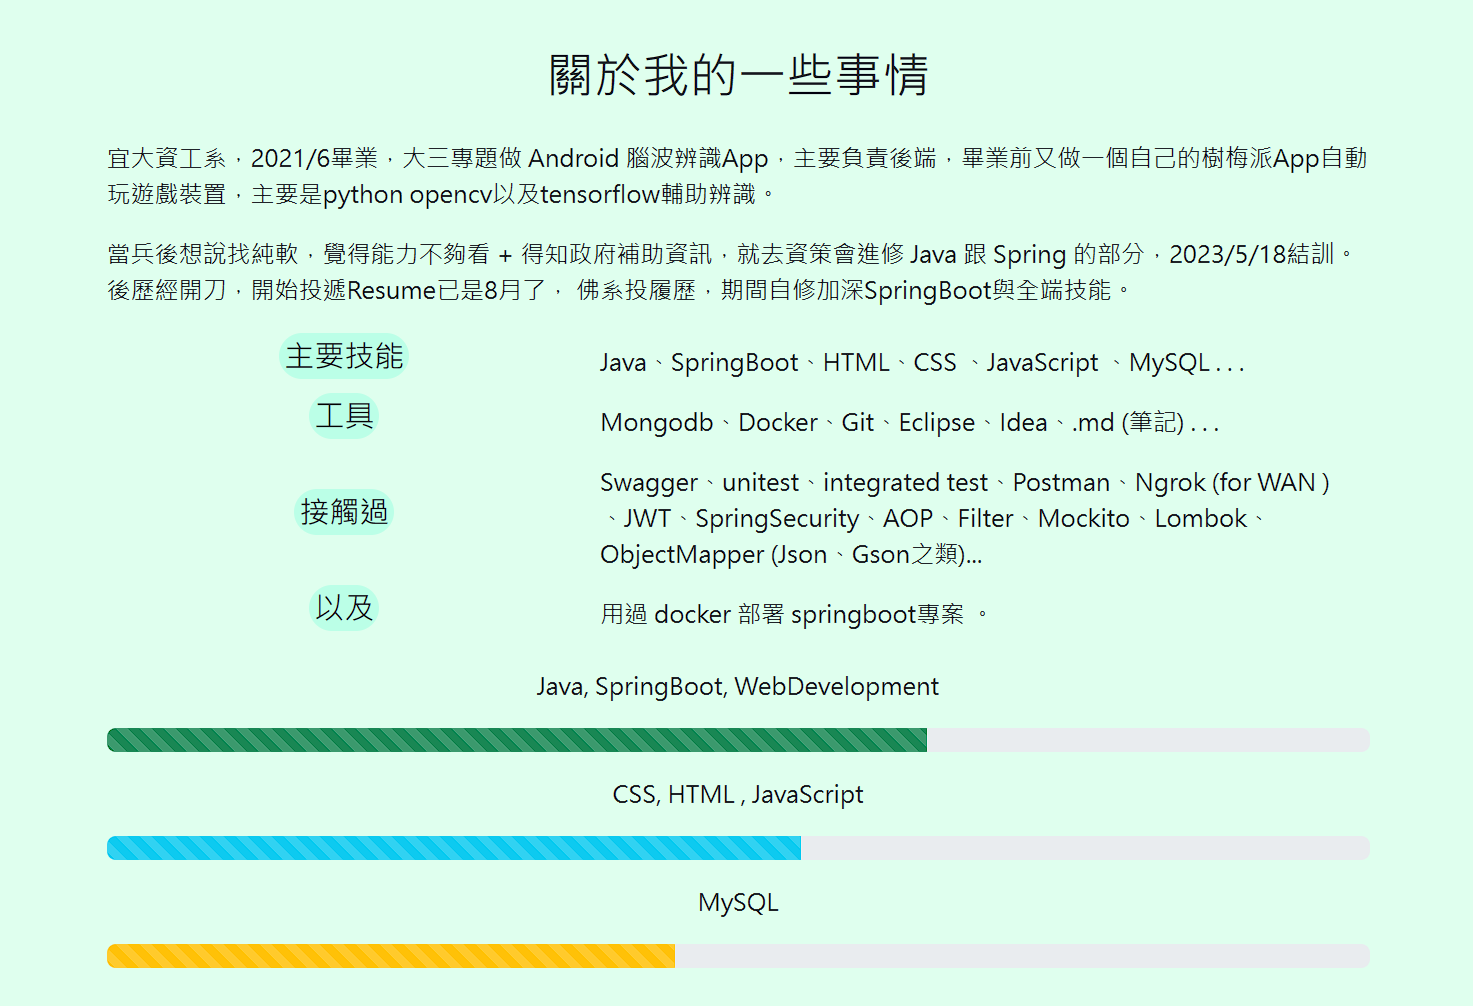 關於我的一些事情
宜大資工系，2021/6畢業，大三專題做 Android 腦波辨識App，主要負責後端，畢業前又做一個自己的樹梅派App自動
玩遊戲裝置，主要是python opencv以及tensorflow輔助辨識。
當兵後想說找純軟，覺得能力不夠看 + 得知政府補助資訊，就去資策會進修 Java 跟 Spring 的部分，2023/5/18結訓。
後歷經開刀，開始投遞Resume已是8月了， 佛系投履歷，期間自修加深SpringBoot與全端技能。
主要技能
Java、SpringBoot、HTML、CSS 、JavaScript 、MySQL . . .
工具
Mongodb、Docker、Git、Eclipse、Idea、.md (筆記) . . .
接觸過
Swagger、unitest、integrated test、Postman、Ngrok (for WAN )
、JWT、SpringSecurity、AOP、Filter、Mockito、Lombok、
ObjectMapper (Json、Gson之類)...
以及
用過 docker 部署 springboot專案 。
Java, SpringBoot, WebDevelopment
CSS, HTML , JavaScript
MySQL